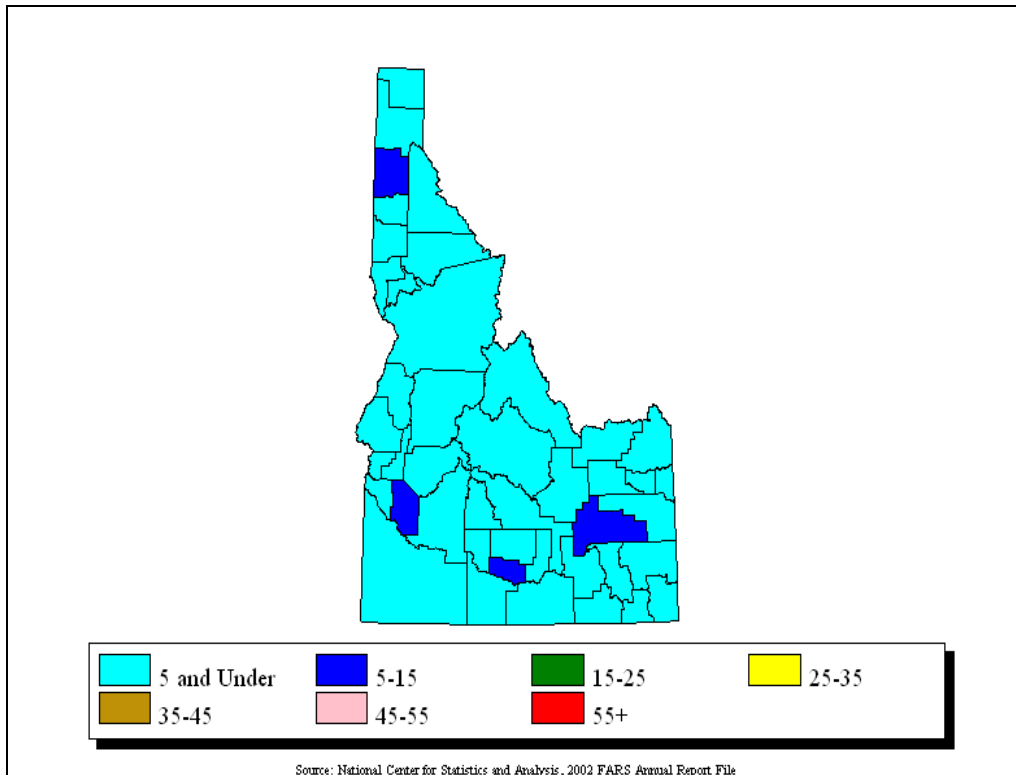 5 and Under 5-15 15-25 25-35
35-45 45-55 55+
Source: National Center for Statistics and Analysis, 2002 FARS Annual Report File